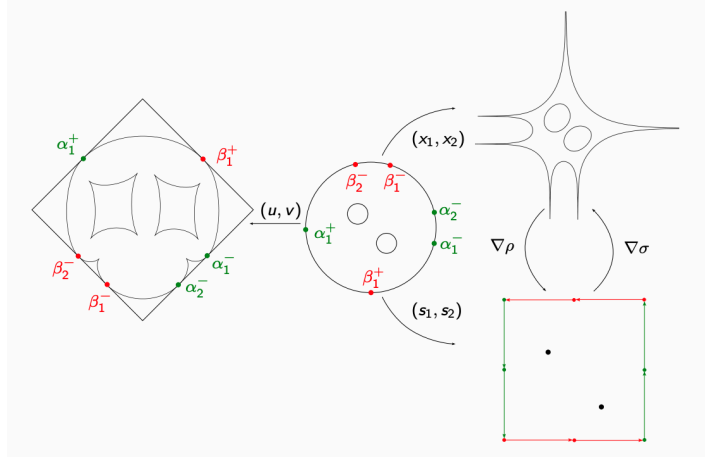 α₁⁺
β₁⁺
β₂⁻
β₁⁻
α₂⁻
α₁⁻
(u, v)
β₂⁻
β₁⁻
α₁⁺
α₂⁻
α₁⁻
β₁⁺
(x₁, x₂)
(s₁, s₂)
∇ρ
∇σ